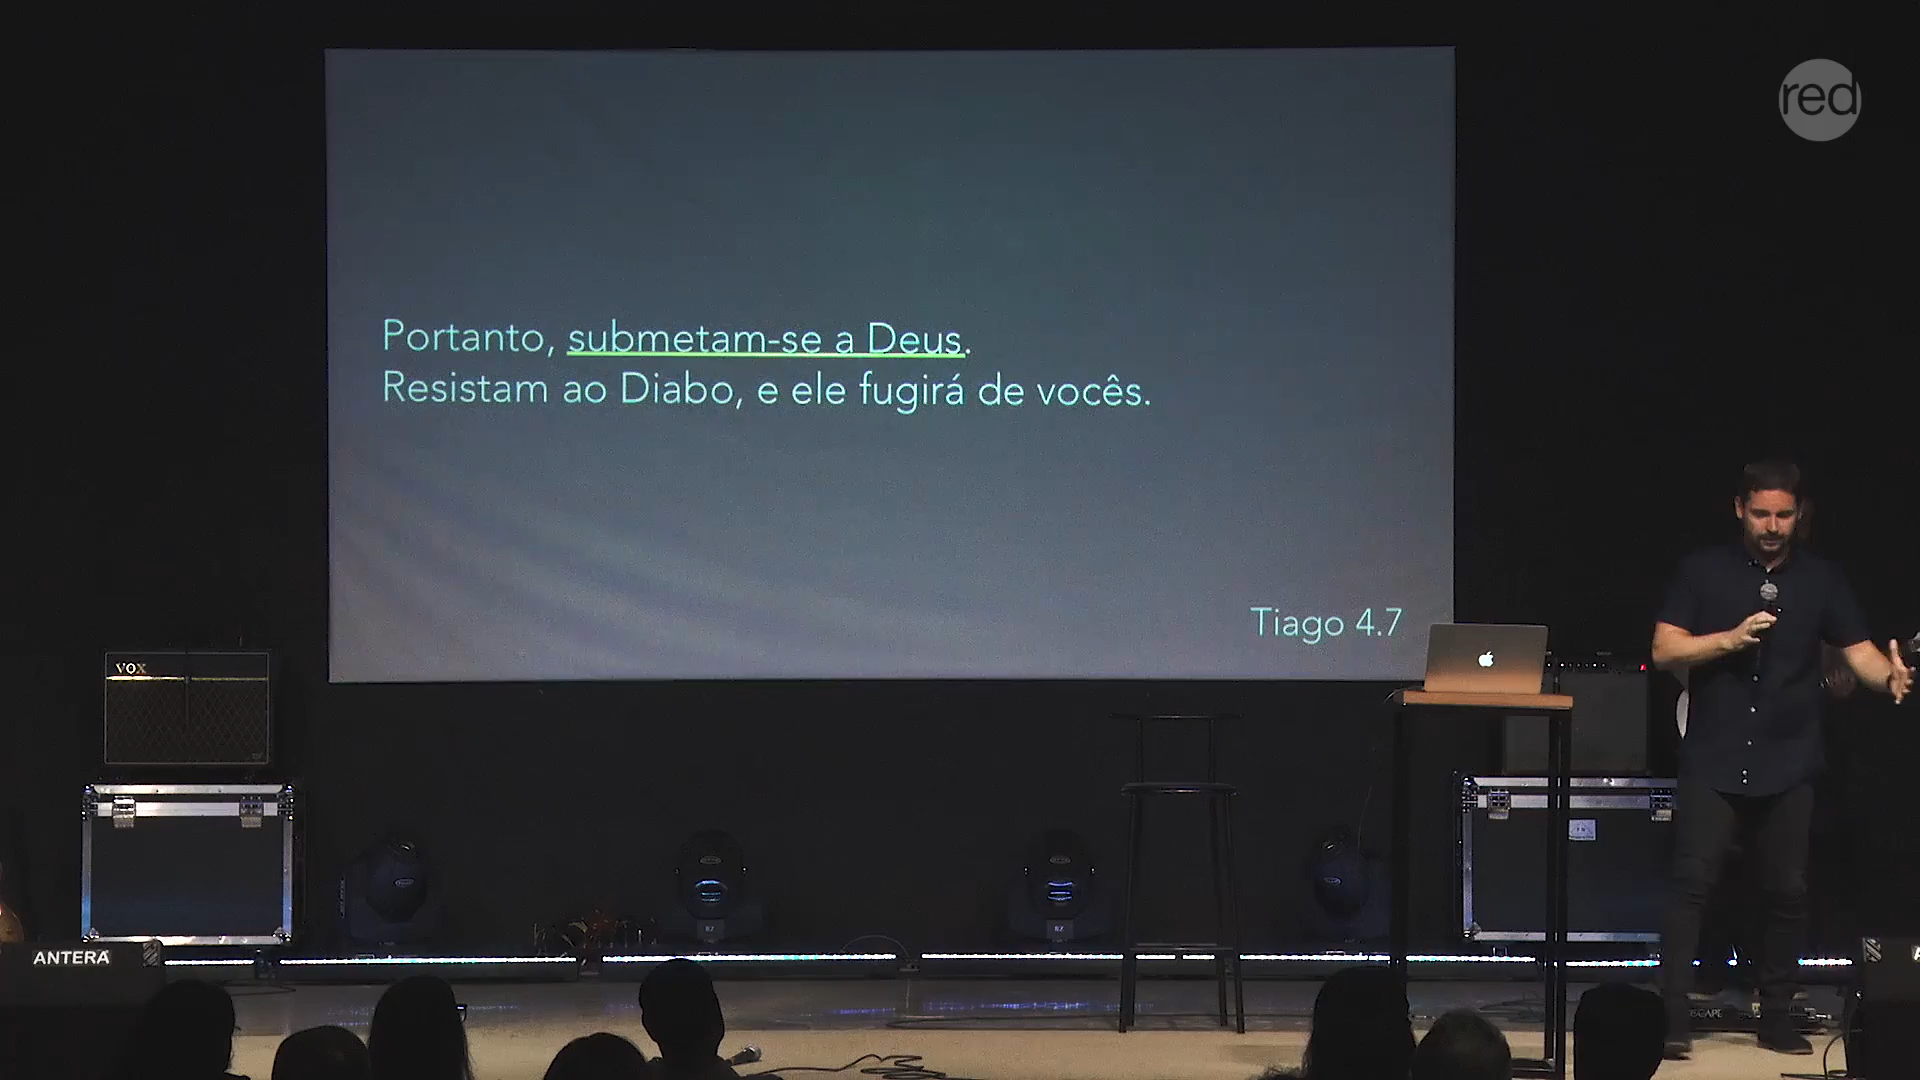 red
Portanto, submetam-se a Deus.
Resistam ao Diabo, e ele fugirá de vocês.
Tiago 4.7
VOX
ANTERA